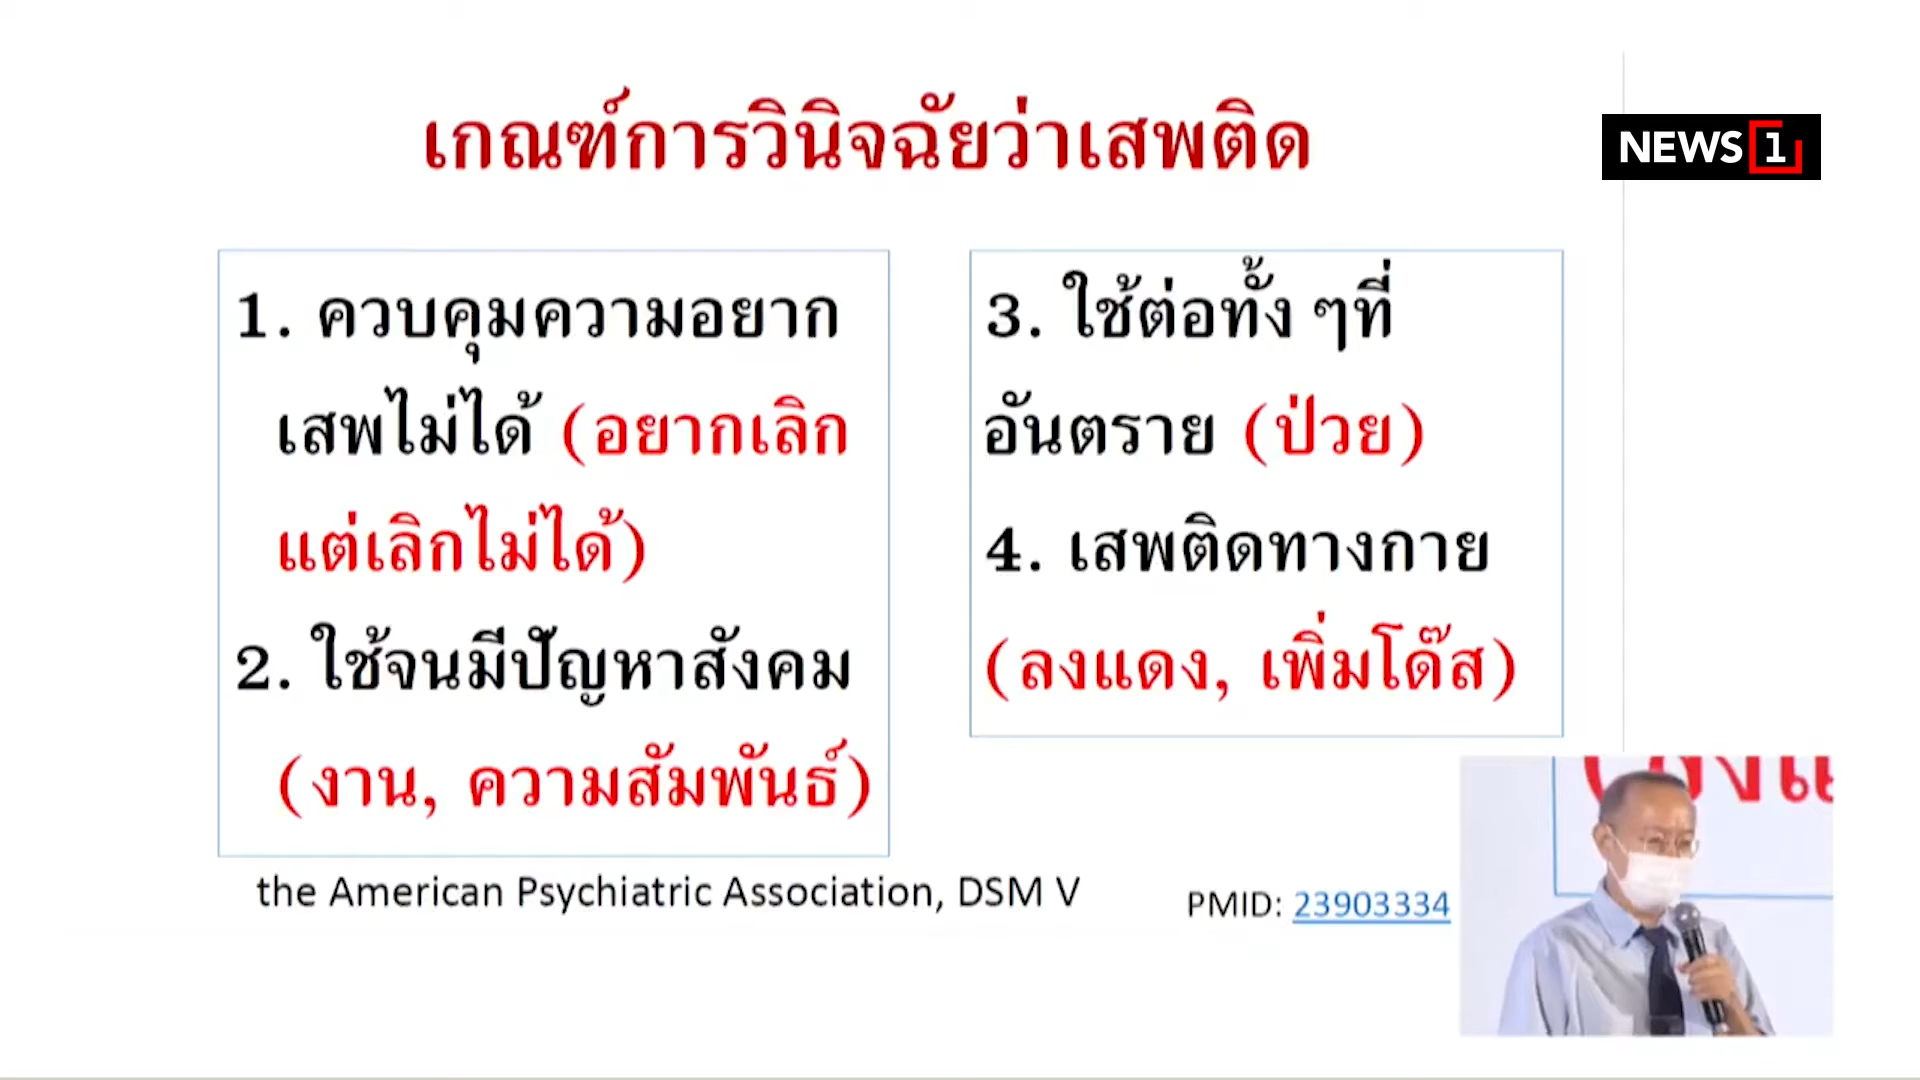 เกณฑ์การวินิจฉัยว่าเสพติด
NEWS 1
1. ควบคุมความอยาก
เสพไม่ได้ (อยากเลิก
แต่เลิกไม่ได้)
2. ใช้จนมีปัญหาสังคม
(งาน, ความสัมพันธ์)
3. ใช้ต่อทั้ง ๆที่
อันตราย (ป่วย)
4. เสพติดทางกาย
(ลงแดง, เพิ่มโด๊ส)
the American Psychiatric Association, DSM V
PMID: 23903334